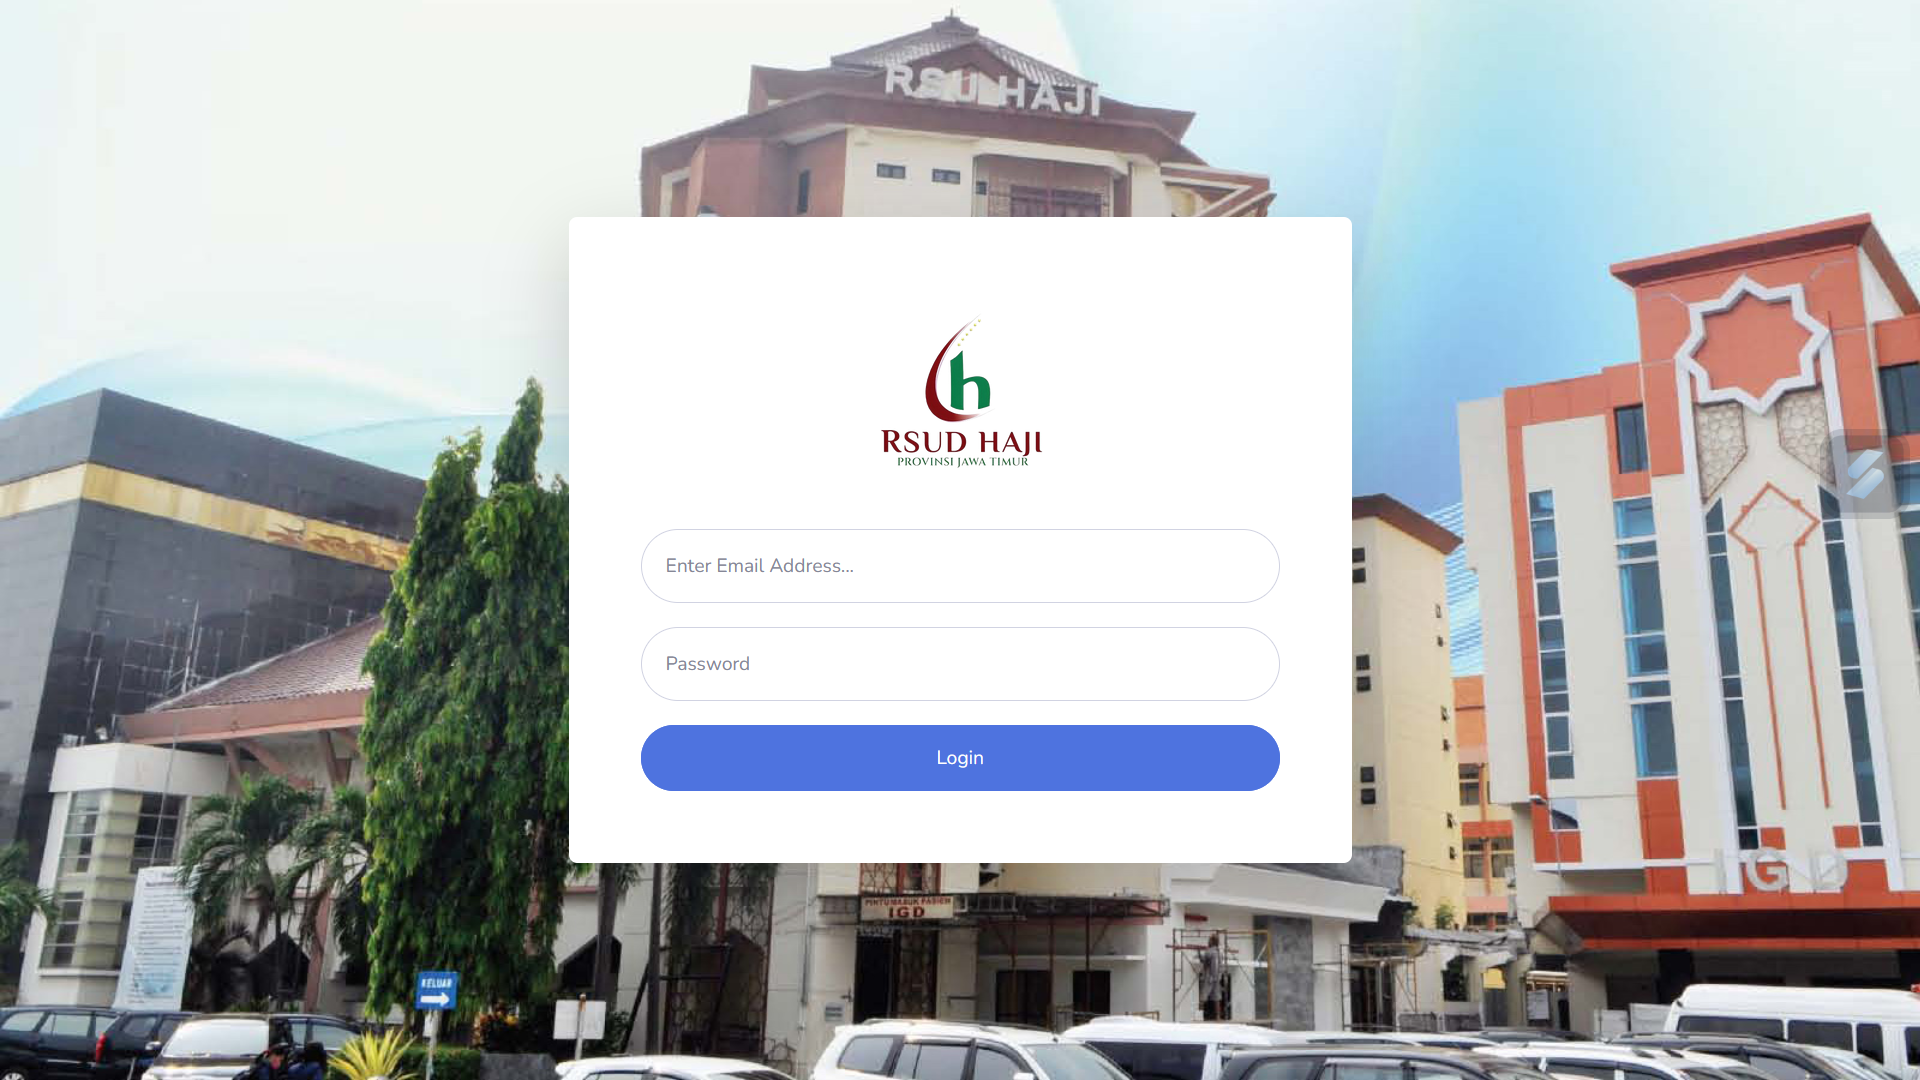 RSU HAJI
RSUD HAJI
PROVINSI JAWA TIMUR
Enter Email Address...
Password
Login
IGD
PINTU MASUK PASIEN
IGD
KELUAR